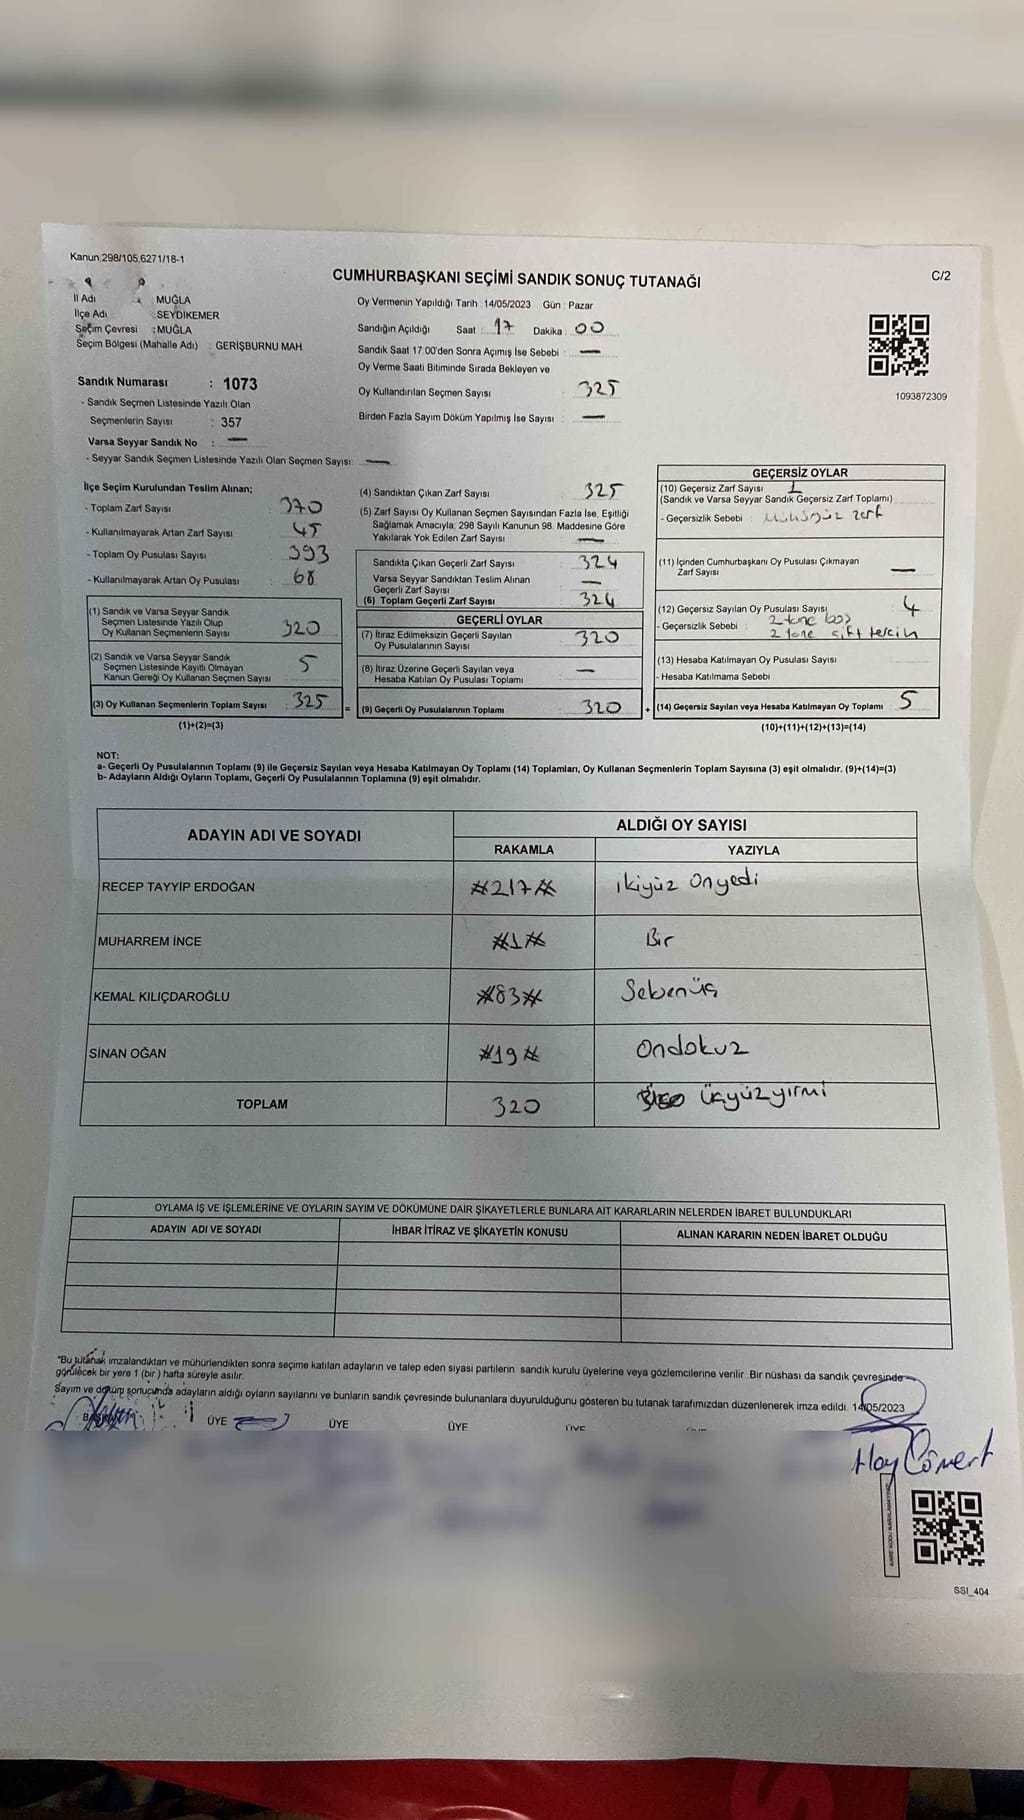 Kanun,298/105,6271/18-1
CUMHURBAŞKANI SEÇİMİ SANDIK SONUÇ TUTANAĞI
C/2
İl Adı MUĞLA
İlçe Adı SEYDİKEMER
Seçim Çevresi : MUĞLA
Seçim Bölgesi (Mahalle Adı) : GERİŞBURNU MAH.
Sandık Numarası : 1073
- Sandık Seçmen Listesinde Yazılı Olan
Seçmenlerin Sayısı : 357
Varsa Seyyar Sandık No : —
- Seyyar Sandık Seçmen Listesinde Yazılı Olan Seçmen Sayısı: —
Oy Vermenin Yapıldığı Tarih : 14/05/2023 Gün : Pazar
Sandığın Açıldığı Saat : 17 Dakika : 00
Sandık Saat 17:00'den Sonra Açımış İse Sebebi : —
Oy Verme Saati Bitiminde Sırada Bekleyen ve
Oy Kullandırılan Seçmen Sayısı : 325
Birden Fazla Sayım Döküm Yapılmış İse Sayısı : —
1093872309
İlçe Seçim Kurulundan Teslim Alınan;
- Toplam Zarf Sayısı : 370
- Kullanılmayarak Artan Zarf Sayısı : 45
- Toplam Oy Pusulası Sayısı : 393
- Kullanılmayarak Artan Oy Pusulası : 68
(1) Sandık ve Varsa Seyyar Sandık
Seçmen Listesinde Yazılı Olup
Oy Kullanan Seçmenlerin Sayısı : 320
(2) Sandık ve Varsa Seyyar Sandık
Seçmen Listesinde Kayıtlı Olmayan
Kanun Gereği Oy Kullanan Seçmen Sayısı : 5
(3) Oy Kullanan Seçmenlerin Toplam Sayısı : 325 =
(1)+(2)=(3)
(4) Sandıktan Çıkan Zarf Sayısı : 325
(5) Zarf Sayısı Oy Kullanan Seçmen Sayısından Fazla İse, Eşitliği
Sağlamak Amacıyla; 298 Sayılı Kanunun 98. Maddesine Göre
Yakılarak Yok Edilen Zarf Sayısı : —
Sandıkta Çıkan Geçerli Zarf Sayısı : 324
Varsa Seyyar Sandıktan Teslim Alınan
Geçerli Zarf Sayısı : —
(6) Toplam Geçerli Zarf Sayısı : 324
GEÇERLİ OYLAR
(7) İtiraz Edilmeksizin Geçerli Sayılan
Oy Pusulalarının Sayısı : 320
(8) İtiraz Üzerine Geçerli Sayılan veya
Hesaba Katılan Oy Pusulası Toplamı : —
(9) Geçerli Oy Pusulalarının Toplamı : 320 +
GEÇERSİZ OYLAR
(10) Geçersiz Zarf Sayısı : 1
(Sandık ve Varsa Seyyar Sandık Geçersiz Zarf Toplamı)
- Geçersizlik Sebebi : Mühürsüz zarf
(11) İçinden Cumhurbaşkanı Oy Pusulası Çıkmayan
Zarf Sayısı : —
(12) Geçersiz Sayılan Oy Pusulası Sayısı : 4
- Geçersizlik Sebebi : 2 tane boş
2 tane çift tercih
(13) Hesaba Katılmayan Oy Pusulası Sayısı
- Hesaba Katılmama Sebebi
(14) Geçersiz Sayılan veya Hesaba Katılmayan Oy Toplamı : 5
(10)+(11)+(12)+(13)=(14)
NOT:
a- Geçerli Oy Pusulalarının Toplamı (9) ile Geçersiz Sayılan veya Hesaba Katılmayan Oy Toplamı (14) Toplamları, Oy Kullanan Seçmenlerin Toplam Sayısına (3) eşit olmalıdır. (9)+(14)=(3)
b- Adayların Aldığı Oyların Toplamı, Geçerli Oy Pusulalarının Toplamına (9) eşit olmalıdır.
ADAYIN ADI VE SOYADI
ALDIĞI OY SAYISI
RAKAMLA YAZIYLA
RECEP TAYYİP ERDOĞAN #217# ikiyüz Onyedi
MUHARREM İNCE #1# Bir
KEMAL KILIÇDAROĞLU #83# Sebenüç
SİNAN OĞAN #19# Ondokuz
TOPLAM 320 üçyüzyirmi
OYLAMA İŞ VE İŞLEMLERİNE VE OYLARIN SAYIM VE DÖKÜMÜNE DAİR ŞİKAYETLERLE BUNLARA AİT KARARLARIN NELERDEN İBARET BULUNDUKLARI
ADAYIN ADI VE SOYADI İHBAR İTİRAZ VE ŞİKAYETİN KONUSU ALINAN KARARIN NEDEN İBARET OLDUĞU
"Bu tutanak imzalandıktan ve mühürlendikten sonra seçime katılan adayların ve talep eden siyasi partilerin sandık kurulu üyelerine veya gözlemcilerine verilir. Bir nüshası da sandık çevresinde
görülecek bir yere 1 (bir) hafta süreyle asılır.
Sayım ve döküm sonucunda adayların aldığı oyların sayılarını ve bunların sandık çevresinde bulunanlara duyurulduğunu gösteren bu tutanak tarafımızdan düzenlenerek imza edildi. 14/05/2023
ÜYE ÜYE ÜYE ÜYE
Cömert
SSI_404